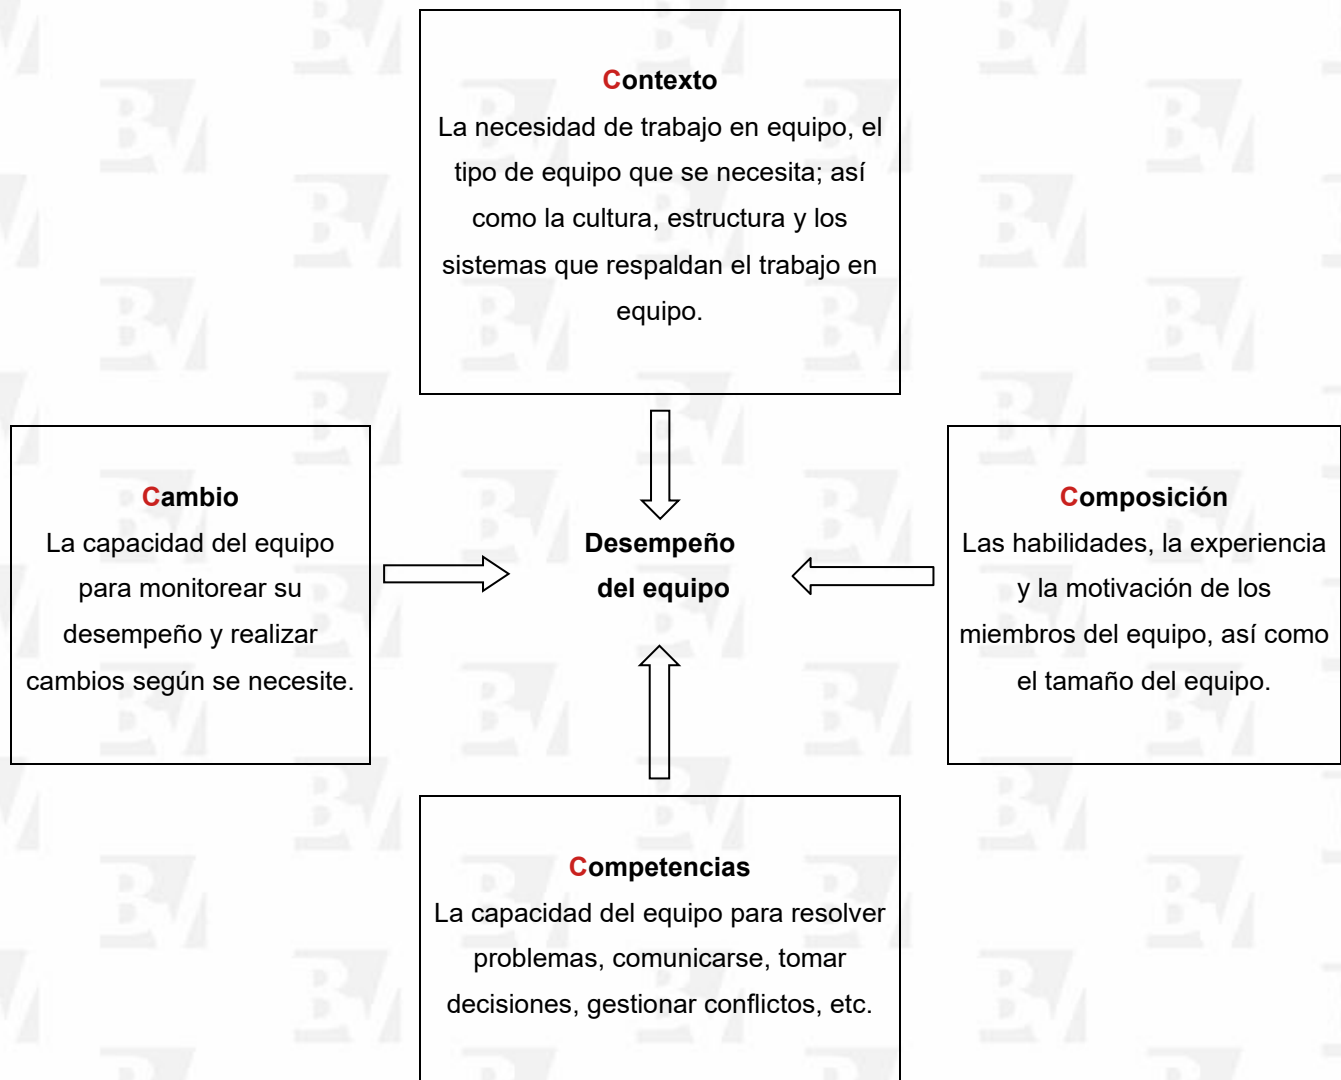 Contexto
La necesidad de trabajo en equipo, el
tipo de equipo que se necesita; así
como la cultura, estructura y los
sistemas que respaldan el trabajo en
equipo.
Cambio
La capacidad del equipo
para monitorear su
desempeño y realizar
cambios según se necesite.
Desempeño
del equipo
Composición
Las habilidades, la experiencia
y la motivación de los
miembros del equipo, así como
el tamaño del equipo.
Competencias
La capacidad del equipo para resolver
problemas, comunicarse, tomar
decisiones, gestionar conflictos, etc.